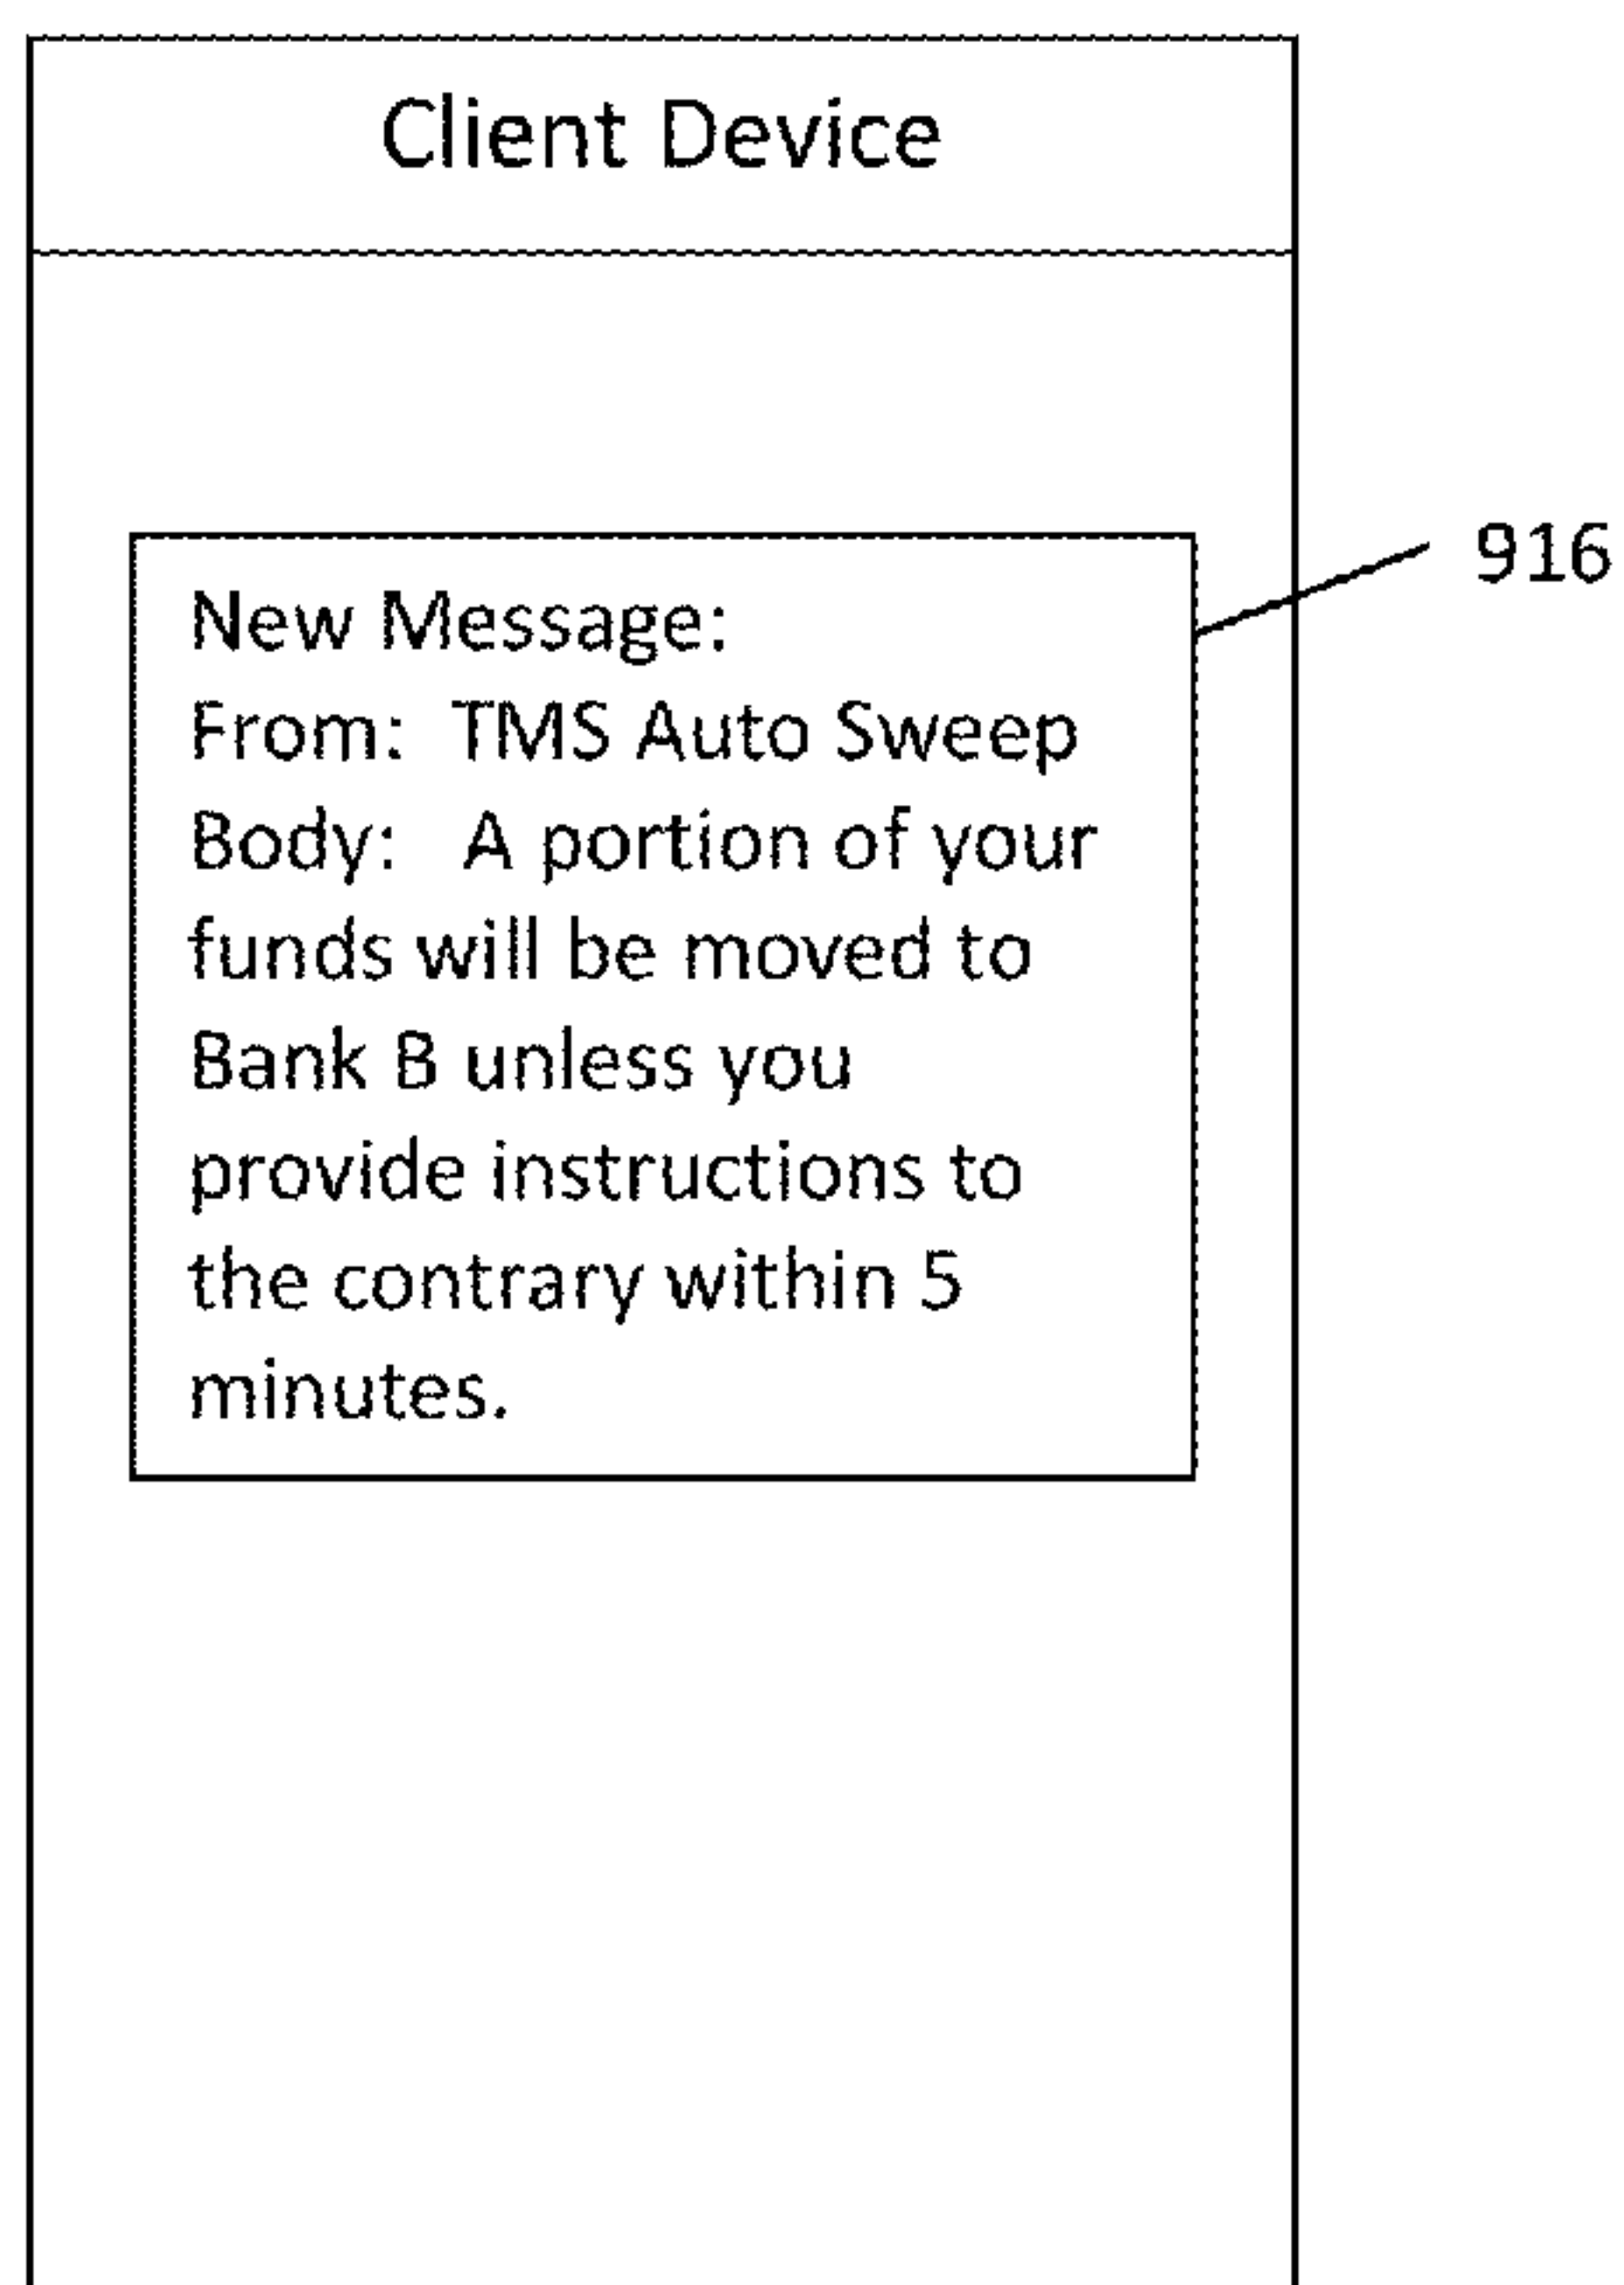 Client Device
916
New Message:
From: TMS Auto Sweep
Body: A portion of your
funds will be moved to
Bank B unless you
provide instructions to
the contrary within 5
minutes.